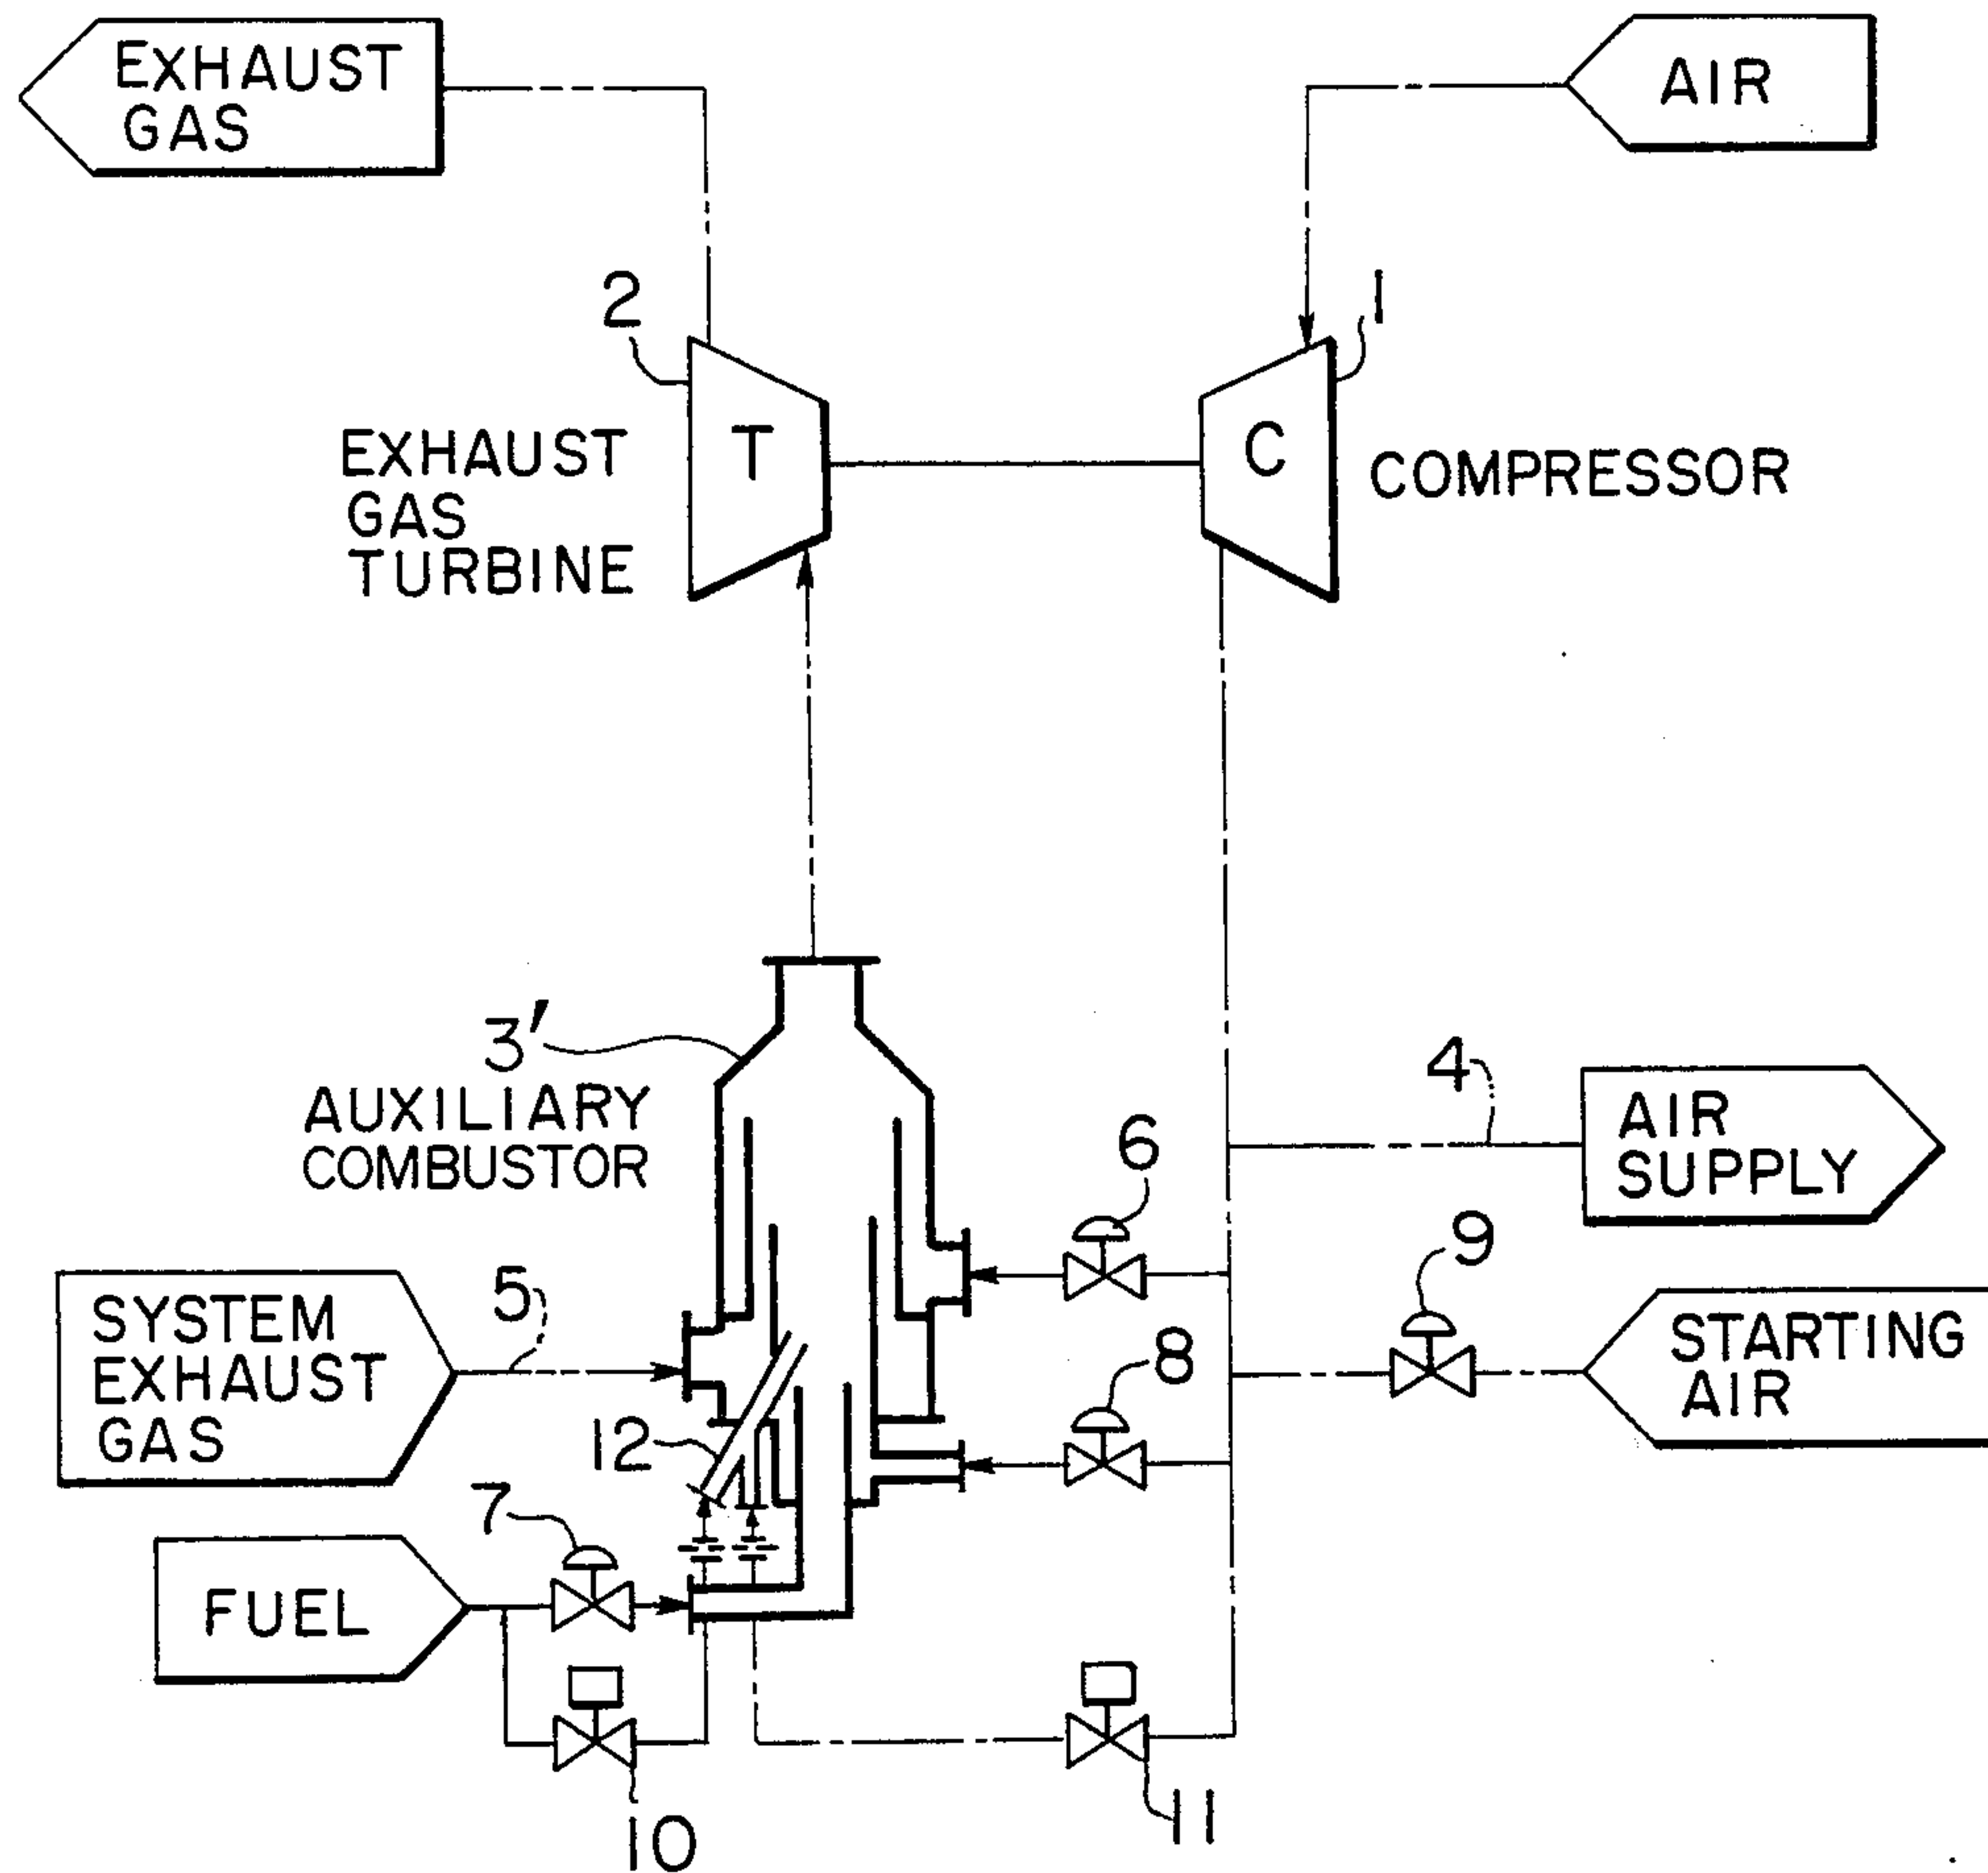 EXHAUST
GAS
AIR
2
1
T
C
EXHAUST
GAS
TURBINE
COMPRESSOR
3'
AUXILIARY
COMBUSTOR
4
AIR
SUPPLY
6
5
SYSTEM
EXHAUST
GAS
9
STARTING
AIR
8
12
7
FUEL
10
11